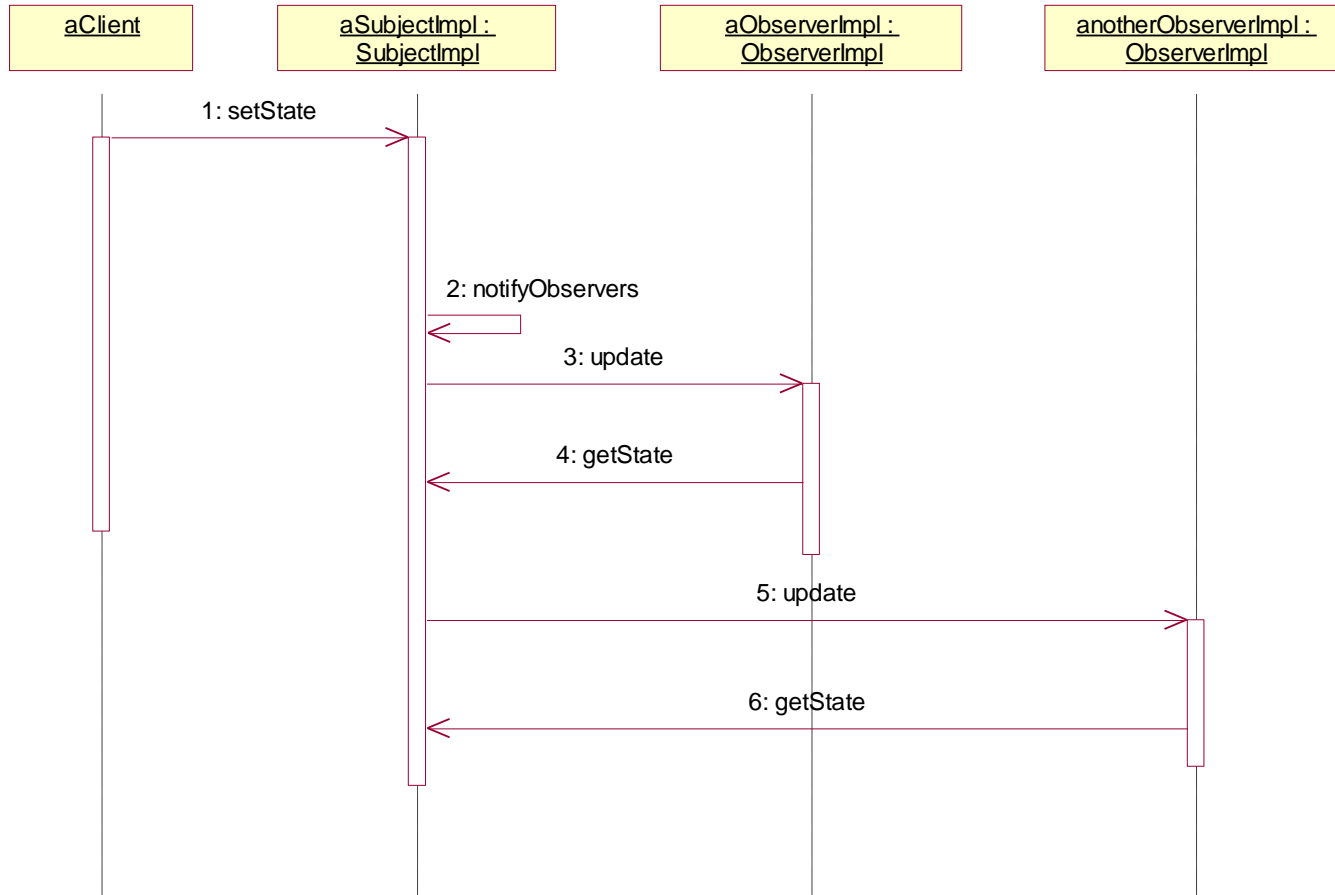 aClient
aSubjectImpl :
SubjectImpl
aObserverImpl :
ObserverImpl
anotherObserverImpl :
ObserverImpl
1: setState
2: notifyObservers
3: update
4: getState
5: update
6: getState